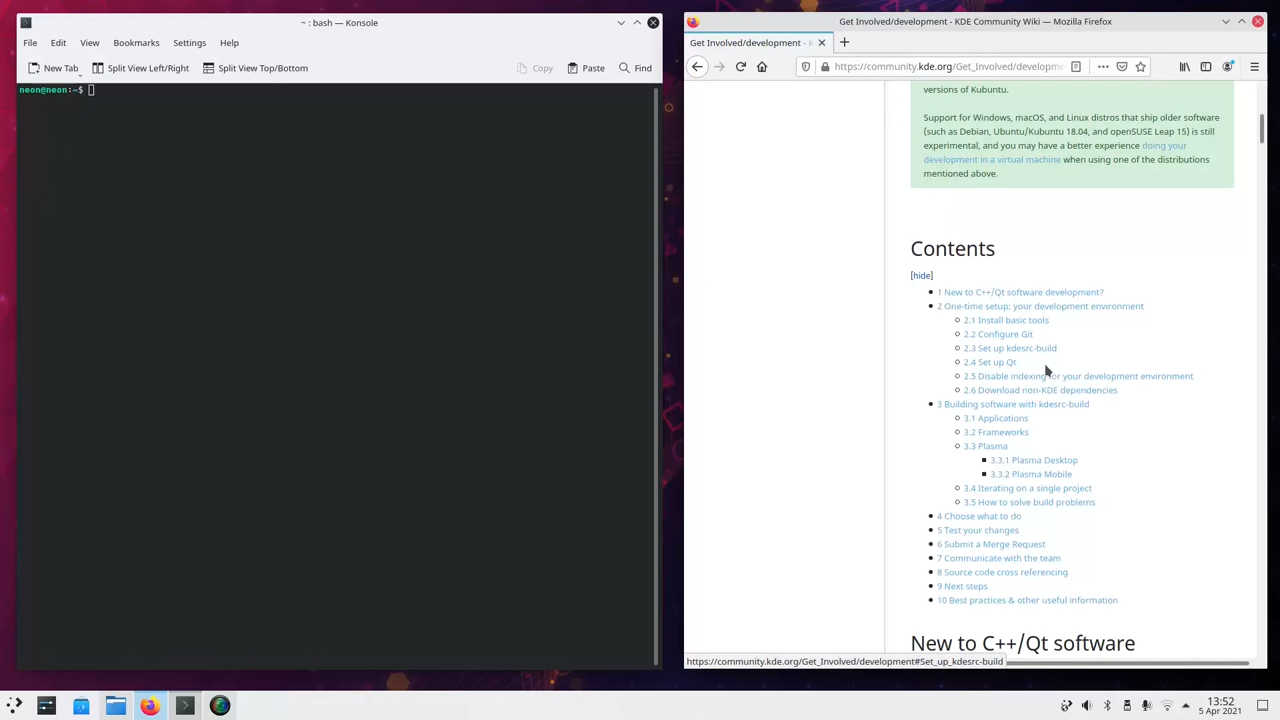 ~ : bash — Konsole
File Edit View Bookmarks Settings Help
New Tab Split View Left/Right Split View Top/Bottom Copy Paste Find
neon@neon:~$
Get Involved/development - KDE Community Wiki — Mozilla Firefox
Get Involved/development - K
https://community.kde.org/Get_Involved/developme
versions of Kubuntu.
Support for Windows, macOS, and Linux distros that ship older software
(such as Debian, Ubuntu/Kubuntu 18.04, and openSUSE Leap 15) is still
experimental, and you may have a better experience doing your
development in a virtual machine when using one of the distributions
mentioned above.
Contents
[hide]
1 New to C++/Qt software development?
2 One-time setup: your development environment
2.1 Install basic tools
2.2 Configure Git
2.3 Set up kdesrc-build
2.4 Set up Qt
2.5 Disable indexing for your development environment
2.6 Download non-KDE dependencies
3 Building software with kdesrc-build
3.1 Applications
3.2 Frameworks
3.3 Plasma
3.3.1 Plasma Desktop
3.3.2 Plasma Mobile
3.4 Iterating on a single project
3.5 How to solve build problems
4 Choose what to do
5 Test your changes
6 Submit a Merge Request
7 Communicate with the team
8 Source code cross referencing
9 Next steps
10 Best practices & other useful information
New to C++/Qt software
https://community.kde.org/Get_Involved/development#Set_up_kdesrc-build
13:52
5 Apr 2021